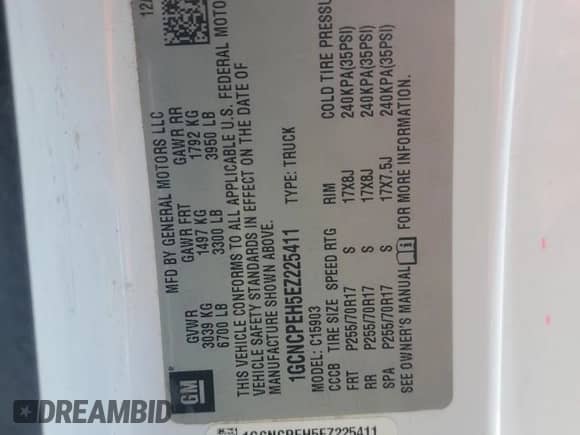 12/
MFD BY GENERAL MOTORS LLC
GVWR GAWR FRT GAWR RR
3039 KG 1497 KG 1792 KG
6700 LB 3300 LB 3950 LB
THIS VEHICLE CONFORMS TO ALL APPLICABLE U.S. FEDERAL MOTOR
VEHICLE SAFETY STANDARDS IN EFFECT ON THE DATE OF
MANUFACTURE SHOWN ABOVE.
1GCNCPEH5EZ225411 TYPE: TRUCK
MODEL: C15903
CCCB TIRE SIZE SPEED RTG RIM COLD TIRE PRESSU
FRT P255/70R17 S 17X8J 240KPA(35PSI)
RR P255/70R17 S 17X8J 240KPA(35PSI)
SPA P255/70R17 S 17X7.5J 240KPA(35PSI)
SEE OWNER'S MANUAL FOR MORE INFORMATION.
GM
1GCNCPEH5EZ225411
DREAMBID